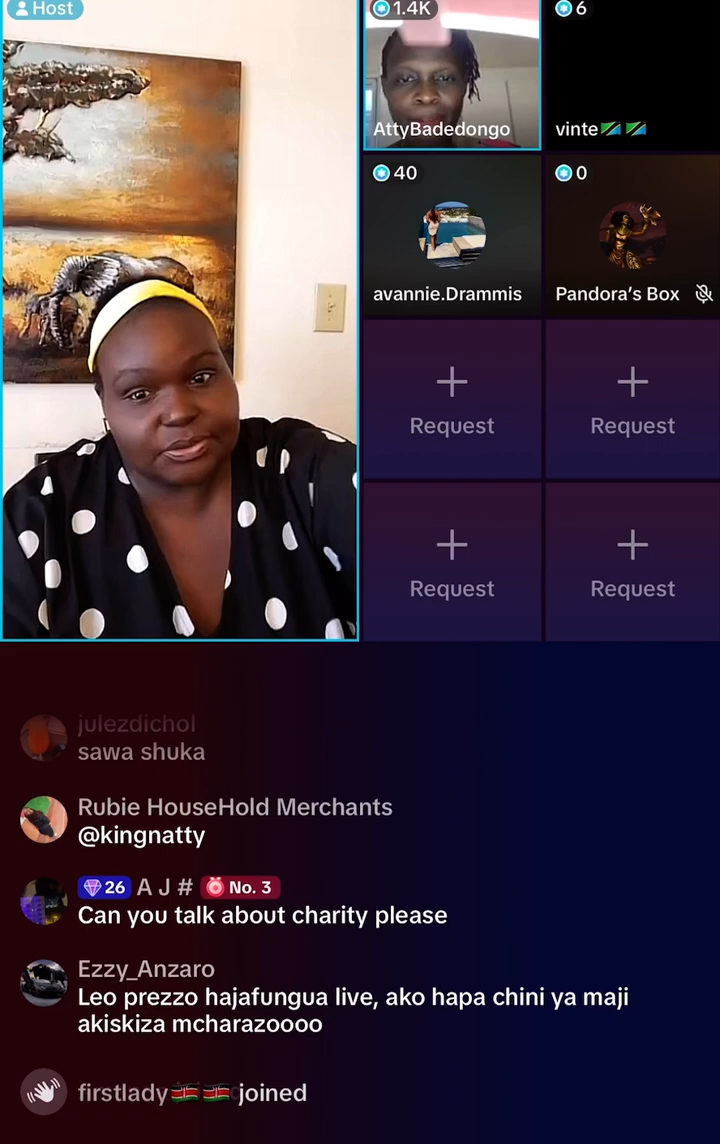 Host
1.4K
AttyBadedongo
6
vinte🇹🇿 🇹🇿
40
avannie.Drammis
0
Pandora's Box
Request
Request
Request
Request
julezdichol
sawa shuka
Rubie HouseHold Merchants
@kingnatty
26 A J # No. 3
Can you talk about charity please
Ezzy_Anzaro
Leo prezzo hajafungua live, ako hapa chini ya maji
akiskiza mcharazoooo
firstlady🇰🇪🇰🇪 joined